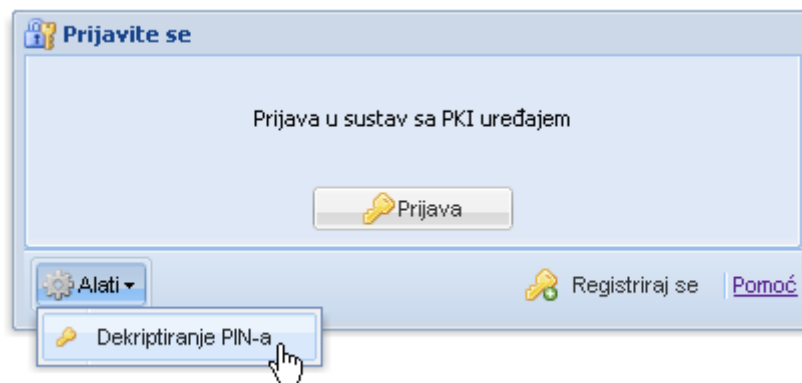 Prijavite se
Prijava u sustav sa PKI uređajem
Prijava
Alati Registriraj se Pomoć
Dekriptiranje PIN-a